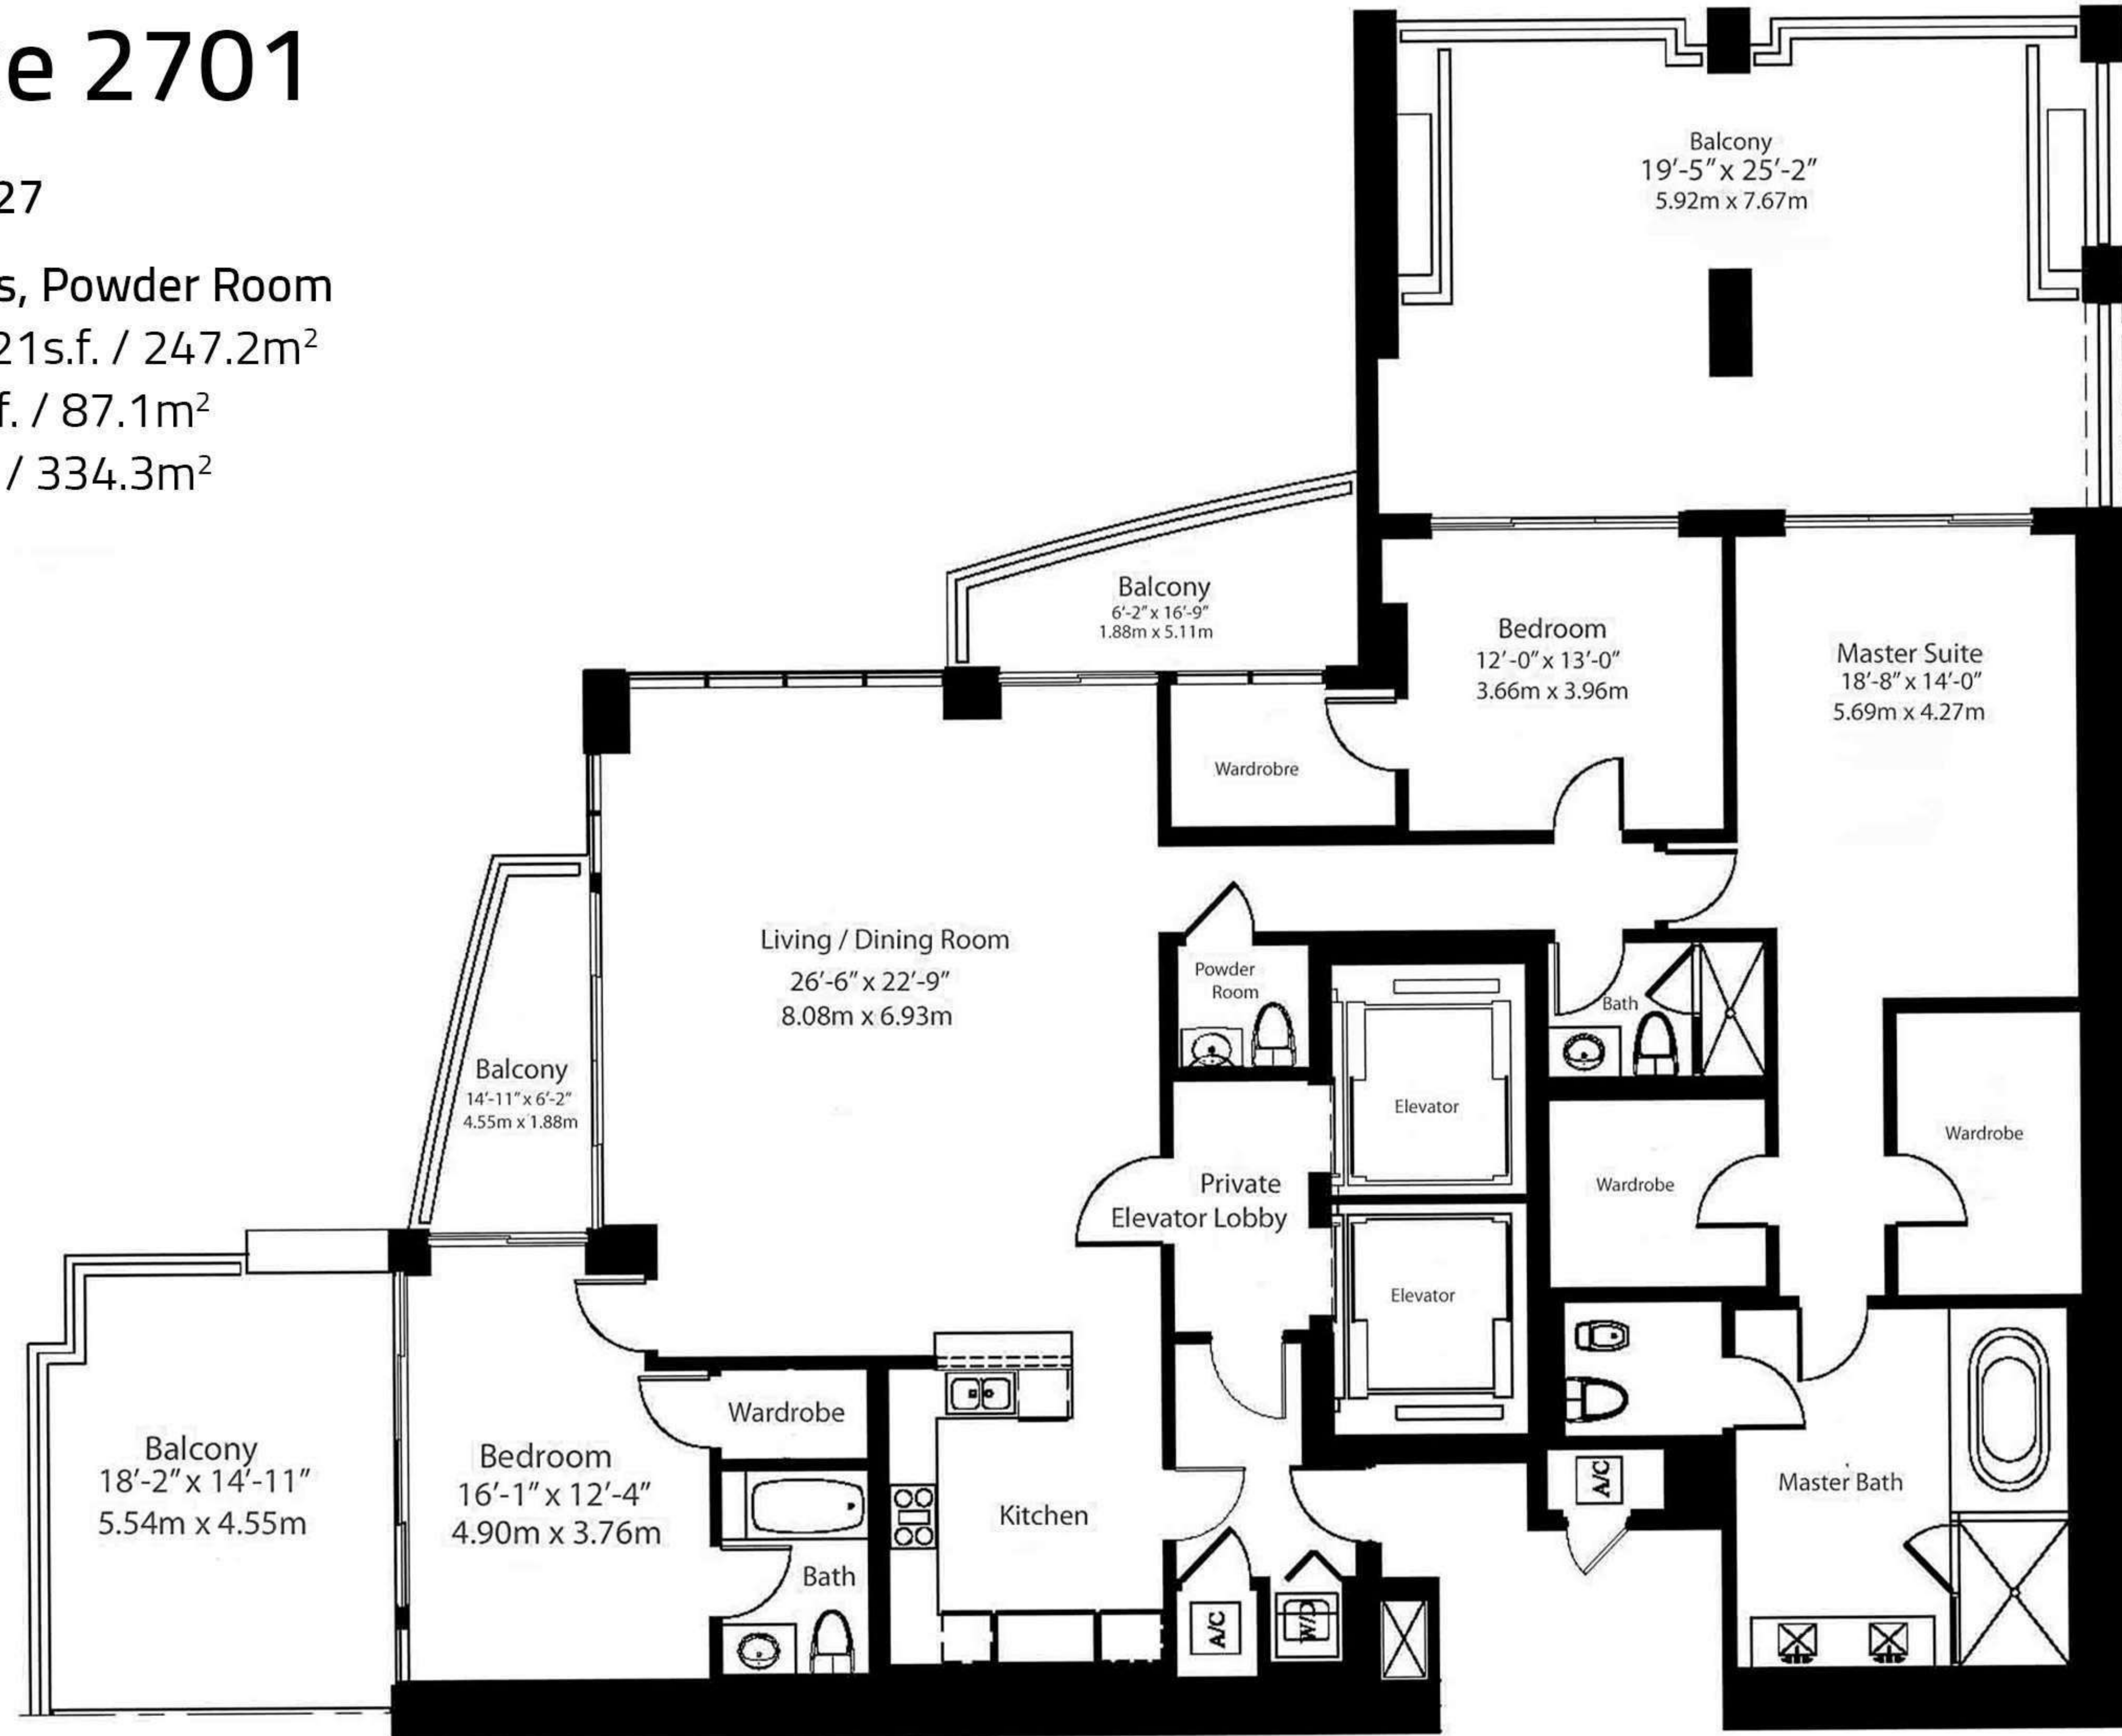 e 2701
27
s, Powder Room
21s.f. / 247.2m²
f. / 87.1m²
/ 334.3m²
Balcony
19'-5" x 25'-2"
5.92m x 7.67m
Balcony
6'-2" x 16'-9"
1.88m x 5.11m
Bedroom
12'-0" x 13'-0"
3.66m x 3.96m
Master Suite
18'-8" x 14'-0"
5.69m x 4.27m
Wardrobre
Living / Dining Room
26'-6" x 22'-9"
8.08m x 6.93m
Powder
Room
Bath
Balcony
14'-11" x 6'-2"
4.55m x 1.88m
Elevator
Wardrobe
Wardrobe
Private
Elevator Lobby
Elevator
Balcony
18'-2" x 14'-11"
5.54m x 4.55m
Bedroom
16'-1" x 12'-4"
4.90m x 3.76m
Wardrobe
Bath
Kitchen
A/C
W/D
A/C
Master Bath